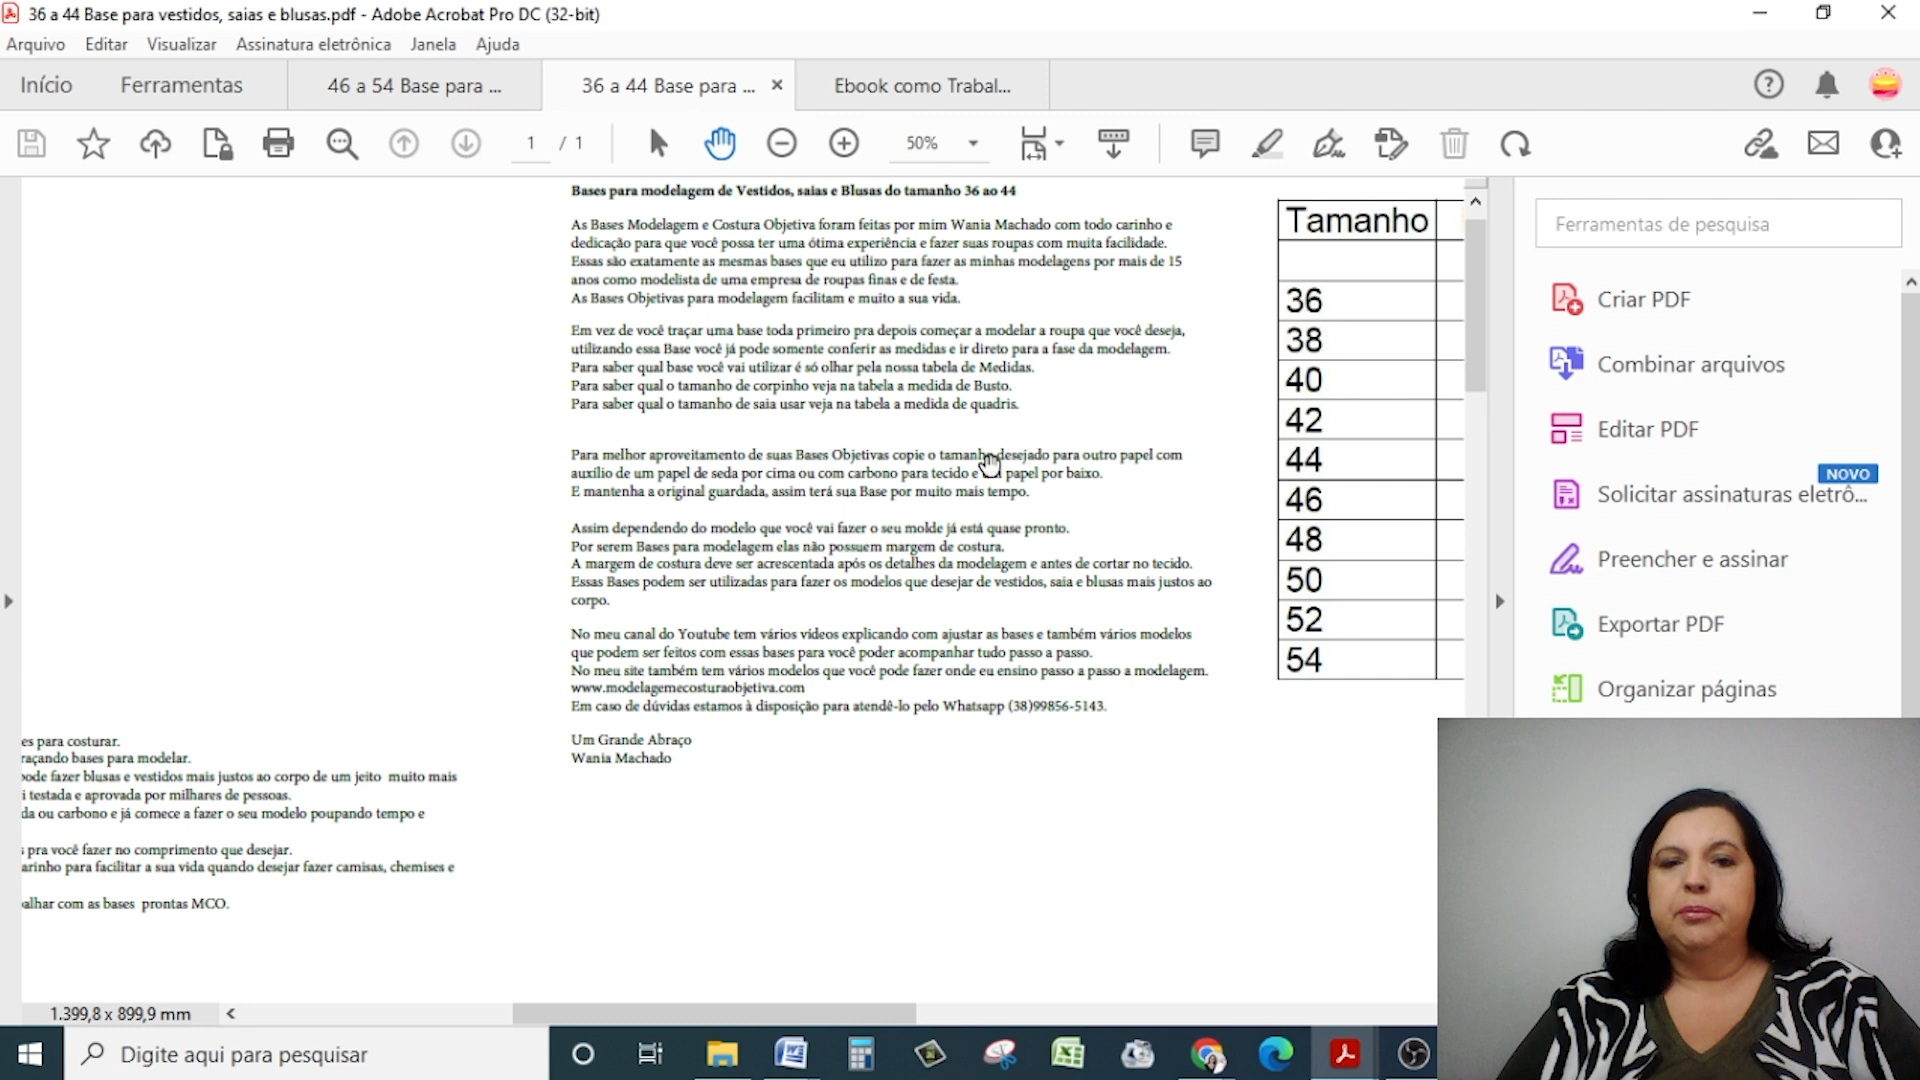 36 a 44 Base para vestidos, saias e blusas.pdf - Adobe Acrobat Pro DC (32-bit)
Arquivo Editar Visualizar Assinatura eletrônica Janela Ajuda
Início Ferramentas 46 a 54 Base para ... 36 a 44 Base para ... Ebook como Trabal...
1 / 1 50%
Bases para modelagem de Vestidos, saias e Blusas do tamanho 36 ao 44
As Bases Modelagem e Costura Objetiva foram feitas por mim Wania Machado com todo carinho e
dedicação para que você possa ter uma ótima experiência e fazer suas roupas com muita facilidade.
Essas são exatamente as mesmas bases que eu utilizo para fazer as minhas modelagens por mais de 15
anos como modelista de uma empresa de roupas finas e de festa.
As Bases Objetivas para modelagem facilitam e muito a sua vida.
Em vez de você traçar uma base toda primeiro pra depois começar a modelar a roupa que você deseja,
utilizando essa Base você já pode somente conferir as medidas e ir direto para a fase da modelagem.
Para saber qual base você vai utilizar é só olhar pela nossa tabela de Medidas.
Para saber qual o tamanho de corpinho veja na tabela a medida de Busto.
Para saber qual o tamanho de saia usar veja na tabela a medida de quadris.
Para melhor aproveitamento de suas Bases Objetivas copie o tamanho desejado para outro papel com
auxílio de um papel de seda por cima ou com carbono para tecido e papel por baixo.
E mantenha a original guardada, assim terá sua Base por muito mais tempo.
Assim dependendo do modelo que você vai fazer o seu molde já está quase pronto.
Por serem Bases para modelagem elas não possuem margem de costura.
A margem de costura deve ser acrescentada após os detalhes da modelagem e antes de cortar no tecido.
Essas Bases podem ser utilizadas para fazer os modelos que desejar de vestidos, saia e blusas mais justos ao
corpo.
No meu canal do Youtube tem vários vídeos explicando com ajustar as bases e também vários modelos
que podem ser feitos com essas bases para você poder acompanhar tudo passo a passo.
No meu site também tem vários modelos que você pode fazer onde eu ensino passo a passo a modelagem.
www.modelagemecosturaobjetiva.com
Em caso de dúvidas estamos à disposição para atendê-lo pelo Whatsapp (38)99856-5143.
Um Grande Abraço
Wania Machado
es para costurar.
raçando bases para modelar.
pode fazer blusas e vestidos mais justos ao corpo de um jeito muito mais
i testada e aprovada por milhares de pessoas.
da ou carbono e já comece a fazer o seu modelo poupando tempo e
pra você fazer no comprimento que desejar.
arinho para facilitar a sua vida quando desejar fazer camisas, chemises e
alhar com as bases prontas MCO.
Tamanho
36
38
40
42
44
46
48
50
52
54
Ferramentas de pesquisa
Criar PDF
Combinar arquivos
Editar PDF
NOVO
Solicitar assinaturas eletrô...
Preencher e assinar
Exportar PDF
Organizar páginas
1.399,8 x 899,9 mm
Digite aqui para pesquisar